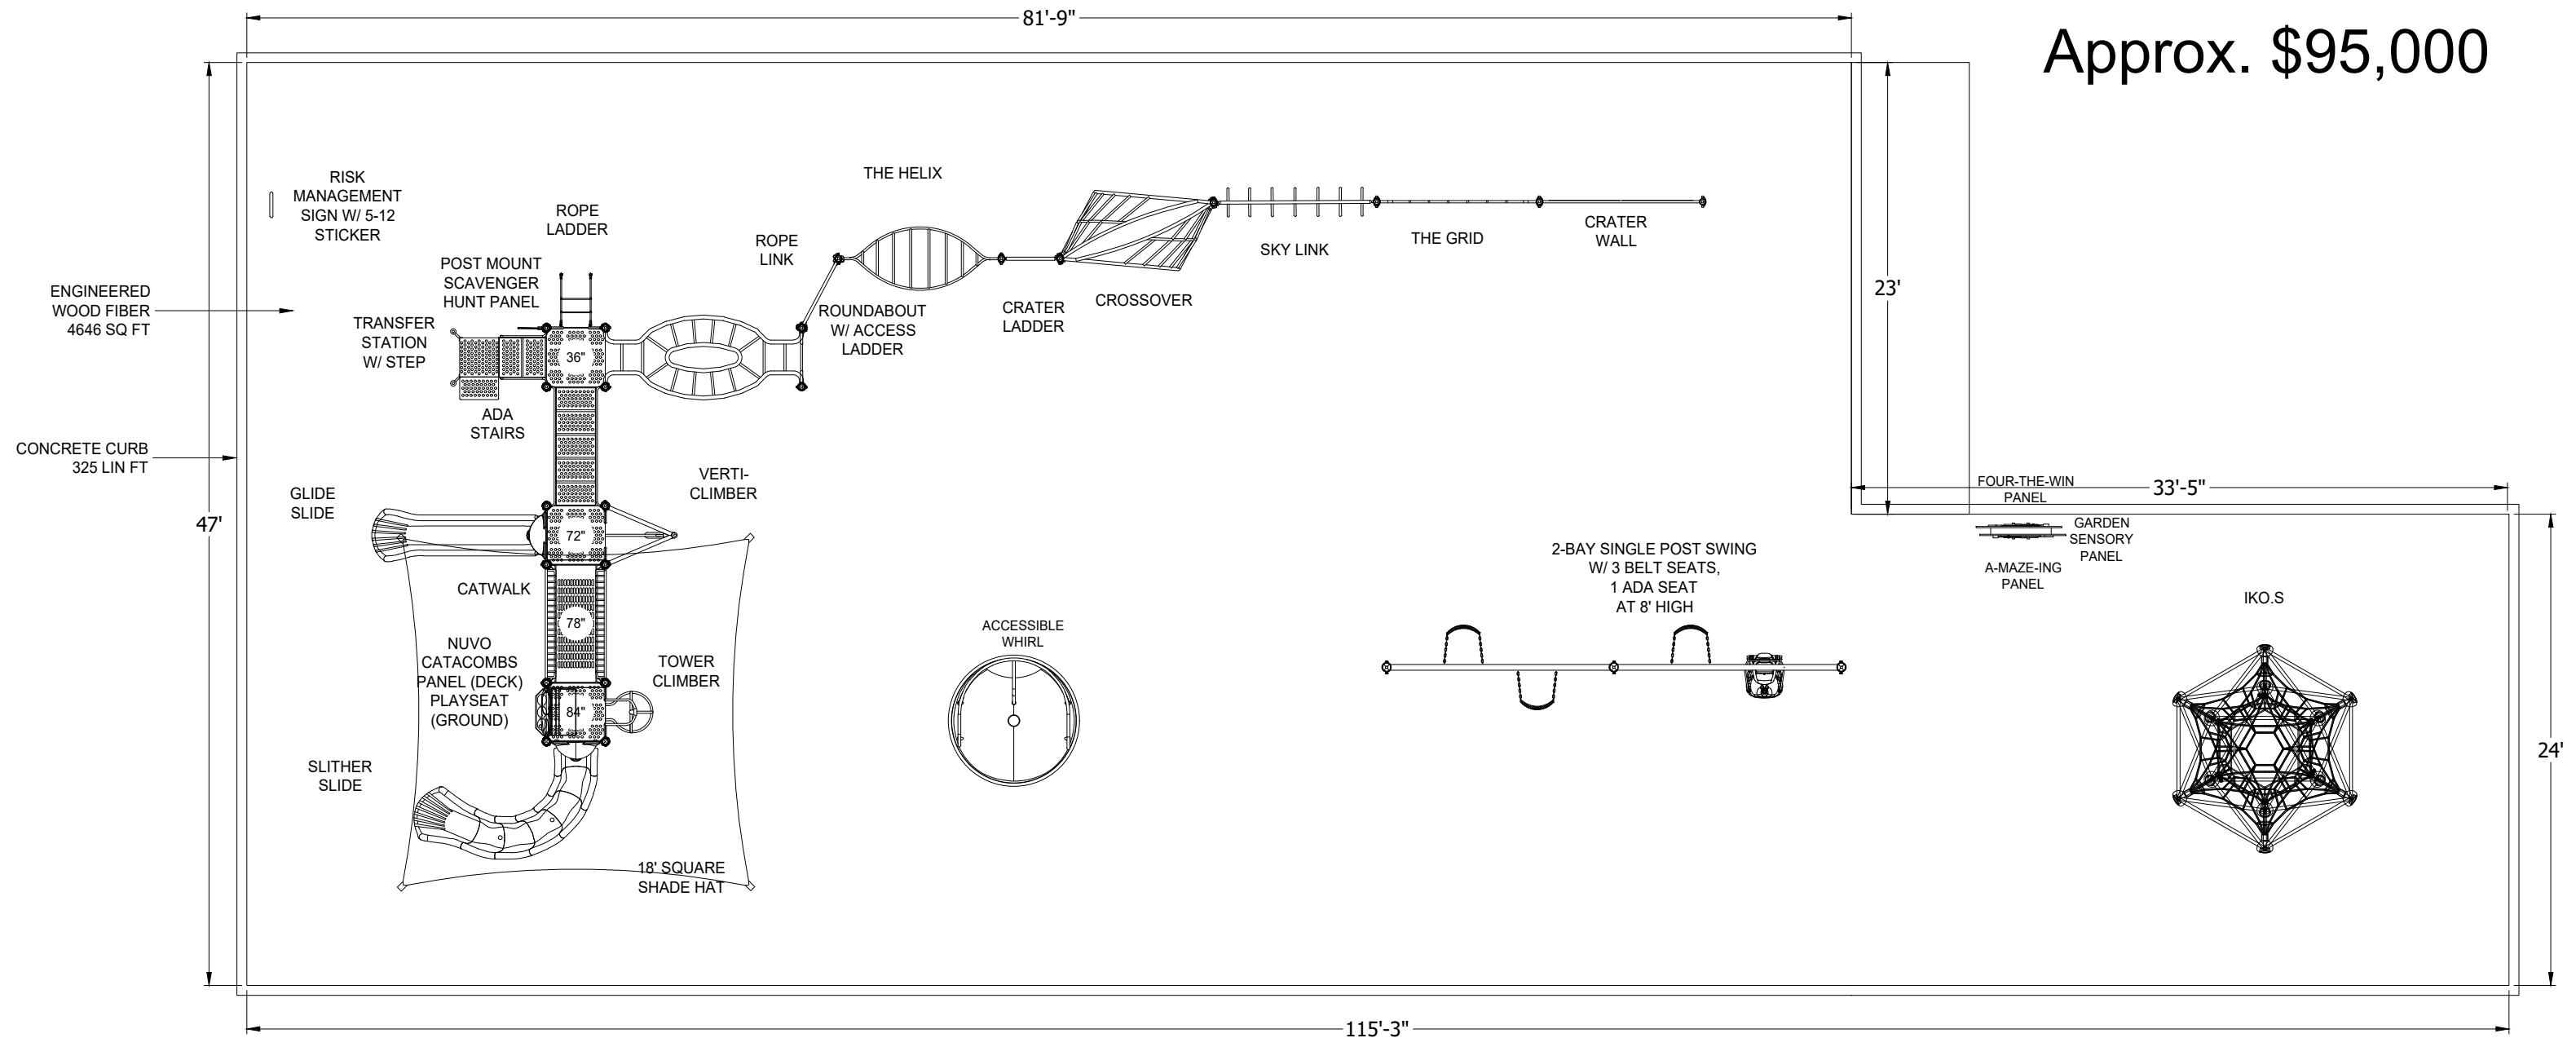 81'-9"
Approx. $95,000
RISK
MANAGEMENT
SIGN W/ 5-12
STICKER
ROPE
LADDER
THE HELIX
ROPE
LINK
CRATER
WALL
THE GRID
SKY LINK
POST MOUNT
SCAVENGER
HUNT PANEL
ENGINEERED
WOOD FIBER
4646 SQ FT
TRANSFER
STATION
W/ STEP
ROUNDABOUT
W/ ACCESS
LADDER
CRATER
LADDER
CROSSOVER
23'
36"
ADA
STAIRS
CONCRETE CURB
325 LIN FT
GLIDE
SLIDE
VERTI-
CLIMBER
47'
72"
FOUR-THE-WIN
PANEL
33'-5"
GARDEN
SENSORY
PANEL
A-MAZE-ING
PANEL
2-BAY SINGLE POST SWING
W/ 3 BELT SEATS,
1 ADA SEAT
AT 8' HIGH
IKO.S
CATWALK
78"
ACCESSIBLE
WHIRL
NUVO
CATACOMBS
PANEL (DECK)
PLAYSEAT
(GROUND)
TOWER
CLIMBER
84"
24'
SLITHER
SLIDE
18' SQUARE
SHADE HAT
115'-3"